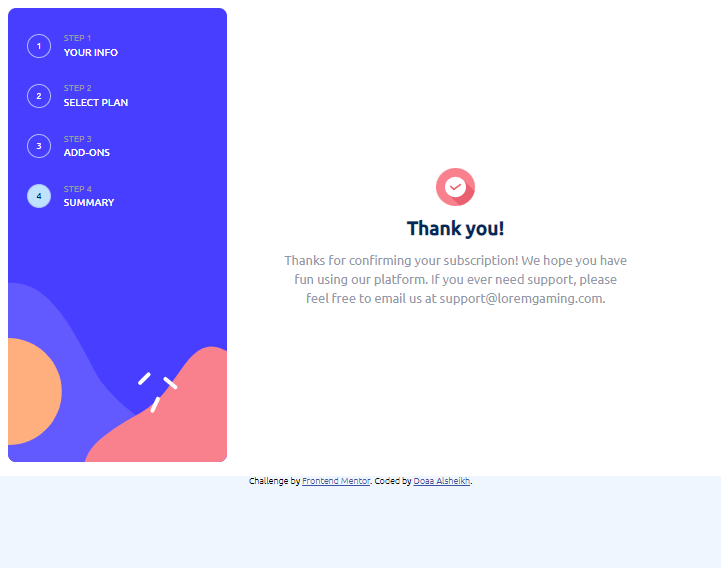 1
STEP 1
YOUR INFO
2
STEP 2
SELECT PLAN
3
STEP 3
ADD-ONS
4
STEP 4
SUMMARY
Thank you!
Thanks for confirming your subscription! We hope you have
fun using our platform. If you ever need support, please
feel free to email us at support@loremgaming.com.
Challenge by Frontend Mentor. Coded by Doaa Alsheikh.